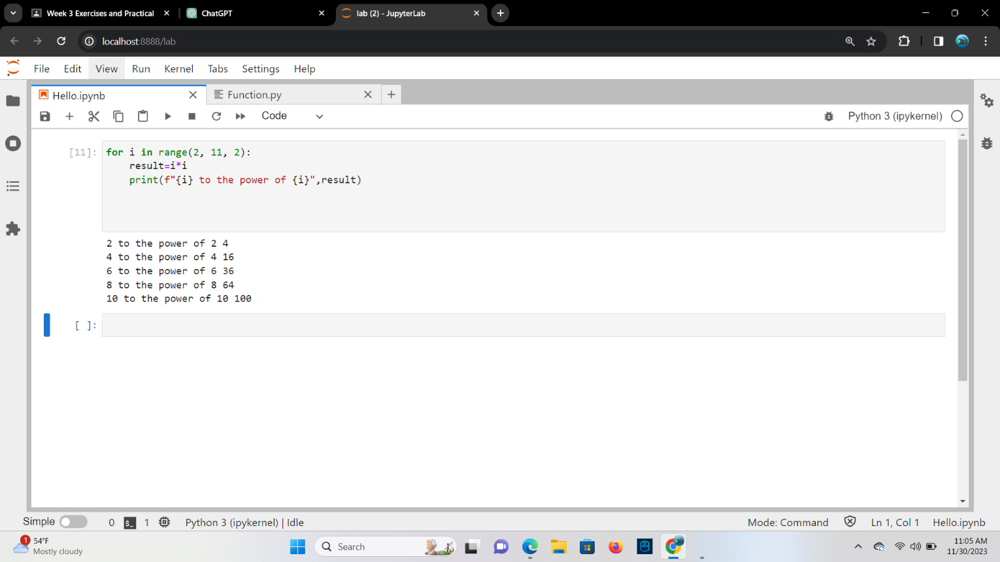 Week 3 Exercises and Practical
ChatGPT
lab (2) - JupyterLab
localhost:8888/lab
File Edit View Run Kernel Tabs Settings Help
Hello.ipynb
Function.py
Code
Python 3 (ipykernel)
[11]:
for i in range(2, 11, 2):
    result=i*i
    print(f"{i} to the power of {i}",result)
2 to the power of 2 4
4 to the power of 4 16
6 to the power of 6 36
8 to the power of 8 64
10 to the power of 10 100
[ ]:
Simple 0 $_ 1 Python 3 (ipykernel) | Idle Mode: Command Ln 1, Col 1 Hello.ipynb
1
54°F
Mostly cloudy
Search
11:05 AM
11/30/2023